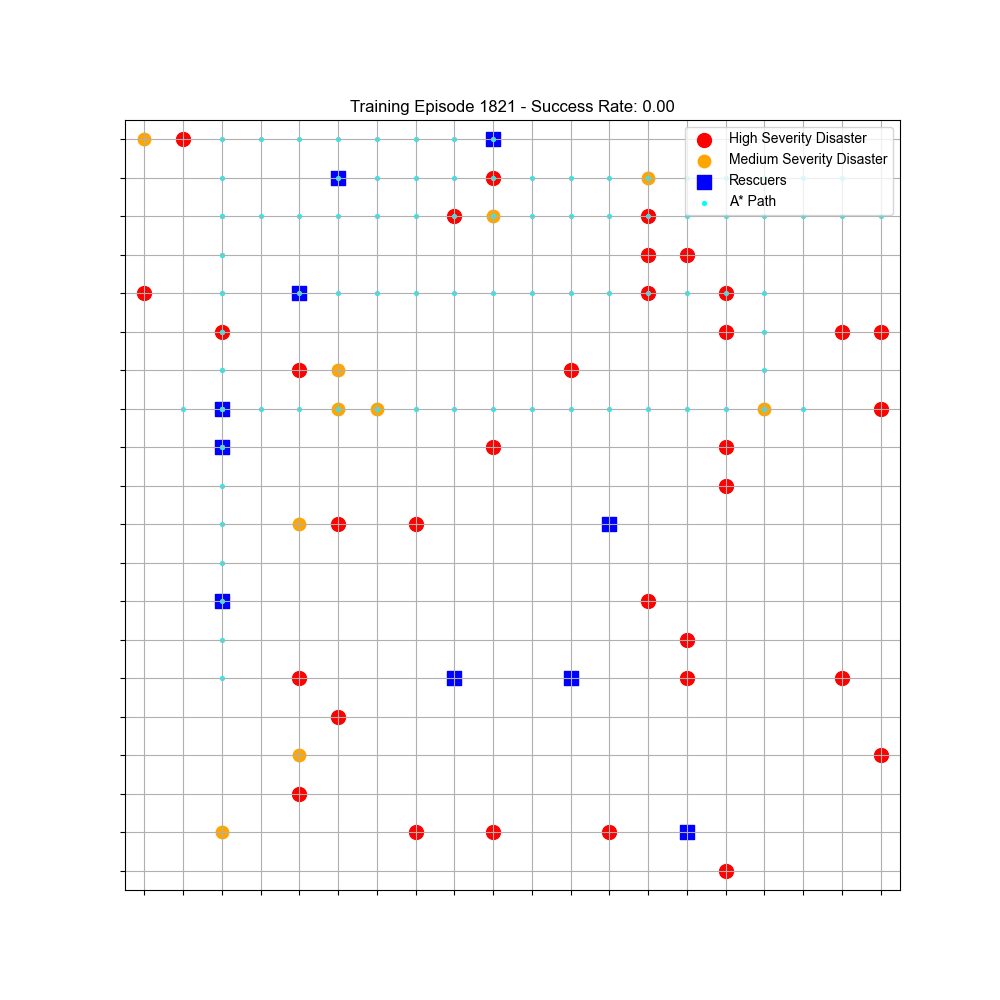 Training Episode 1821 - Success Rate: 0.00
High Severity Disaster
Medium Severity Disaster
Rescuers
A* Path